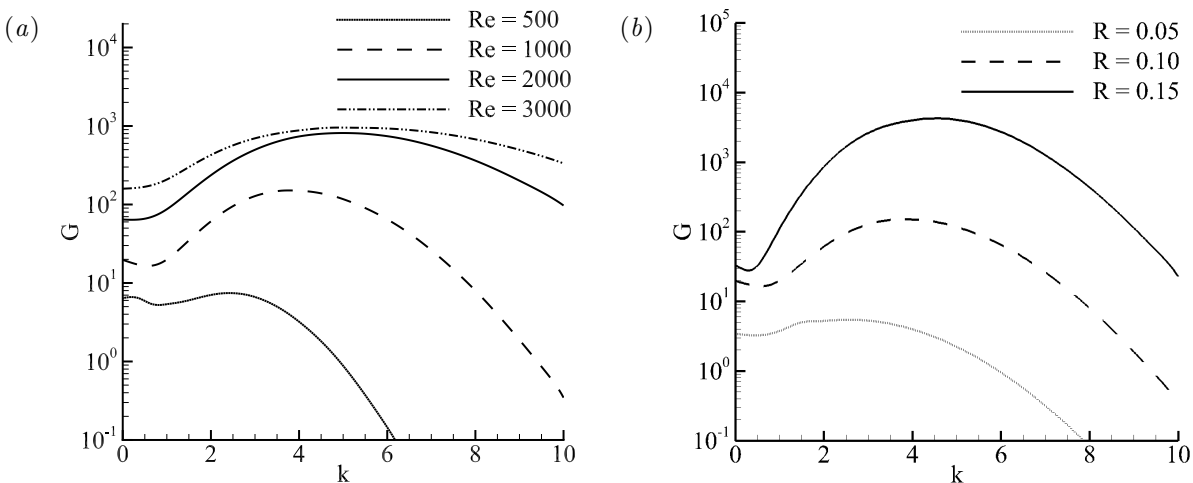 (a)
Re = 500
Re = 1000
Re = 2000
Re = 3000
10^4
10^3
10^2
10^1
10^0
10^-1
G
0 2 4 6 8 10
k
(b)
R = 0.05
R = 0.10
R = 0.15
10^5
10^4
10^3
10^2
10^1
10^0
10^-1
G
0 2 4 6 8 10
k